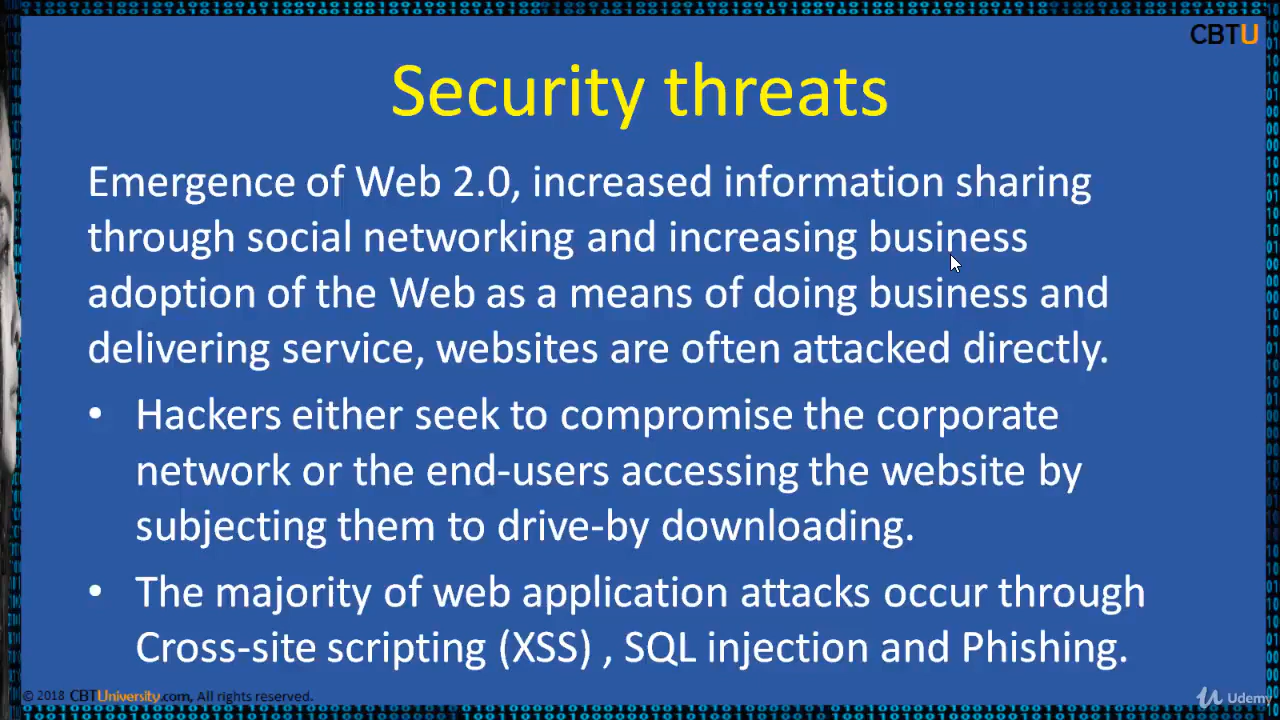 CBTU
Security threats
Emergence of Web 2.0, increased information sharing
through social networking and increasing business
adoption of the Web as a means of doing business and
delivering service, websites are often attacked directly.
• Hackers either seek to compromise the corporate
network or the end-users accessing the website by
subjecting them to drive-by downloading.
• The majority of web application attacks occur through
Cross-site scripting (XSS) , SQL injection and Phishing.
© 2018 CBTUniversity.com, All rights reserved.
Udemy